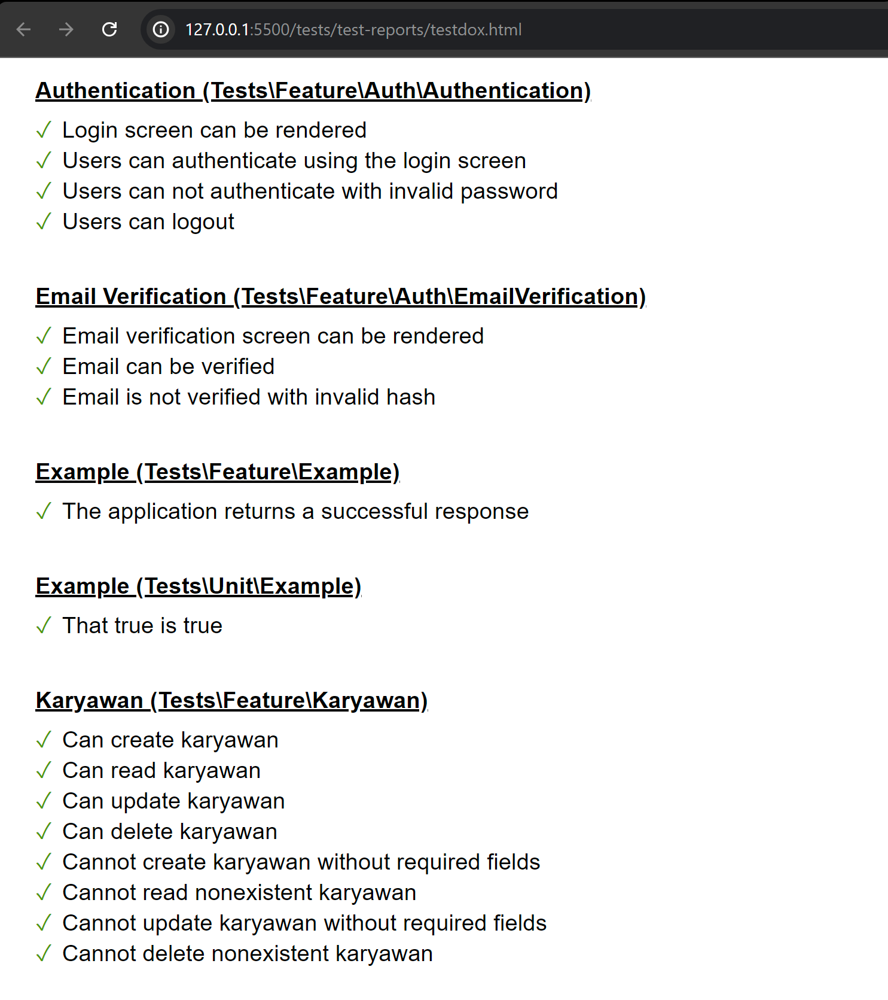 127.0.0.1:5500/tests/test-reports/testdox.html
Authentication (Tests\Feature\Auth\Authentication)
✓ Login screen can be rendered
✓ Users can authenticate using the login screen
✓ Users can not authenticate with invalid password
✓ Users can logout
Email Verification (Tests\Feature\Auth\EmailVerification)
✓ Email verification screen can be rendered
✓ Email can be verified
✓ Email is not verified with invalid hash
Example (Tests\Feature\Example)
✓ The application returns a successful response
Example (Tests\Unit\Example)
✓ That true is true
Karyawan (Tests\Feature\Karyawan)
✓ Can create karyawan
✓ Can read karyawan
✓ Can update karyawan
✓ Can delete karyawan
✓ Cannot create karyawan without required fields
✓ Cannot read nonexistent karyawan
✓ Cannot update karyawan without required fields
✓ Cannot delete nonexistent karyawan